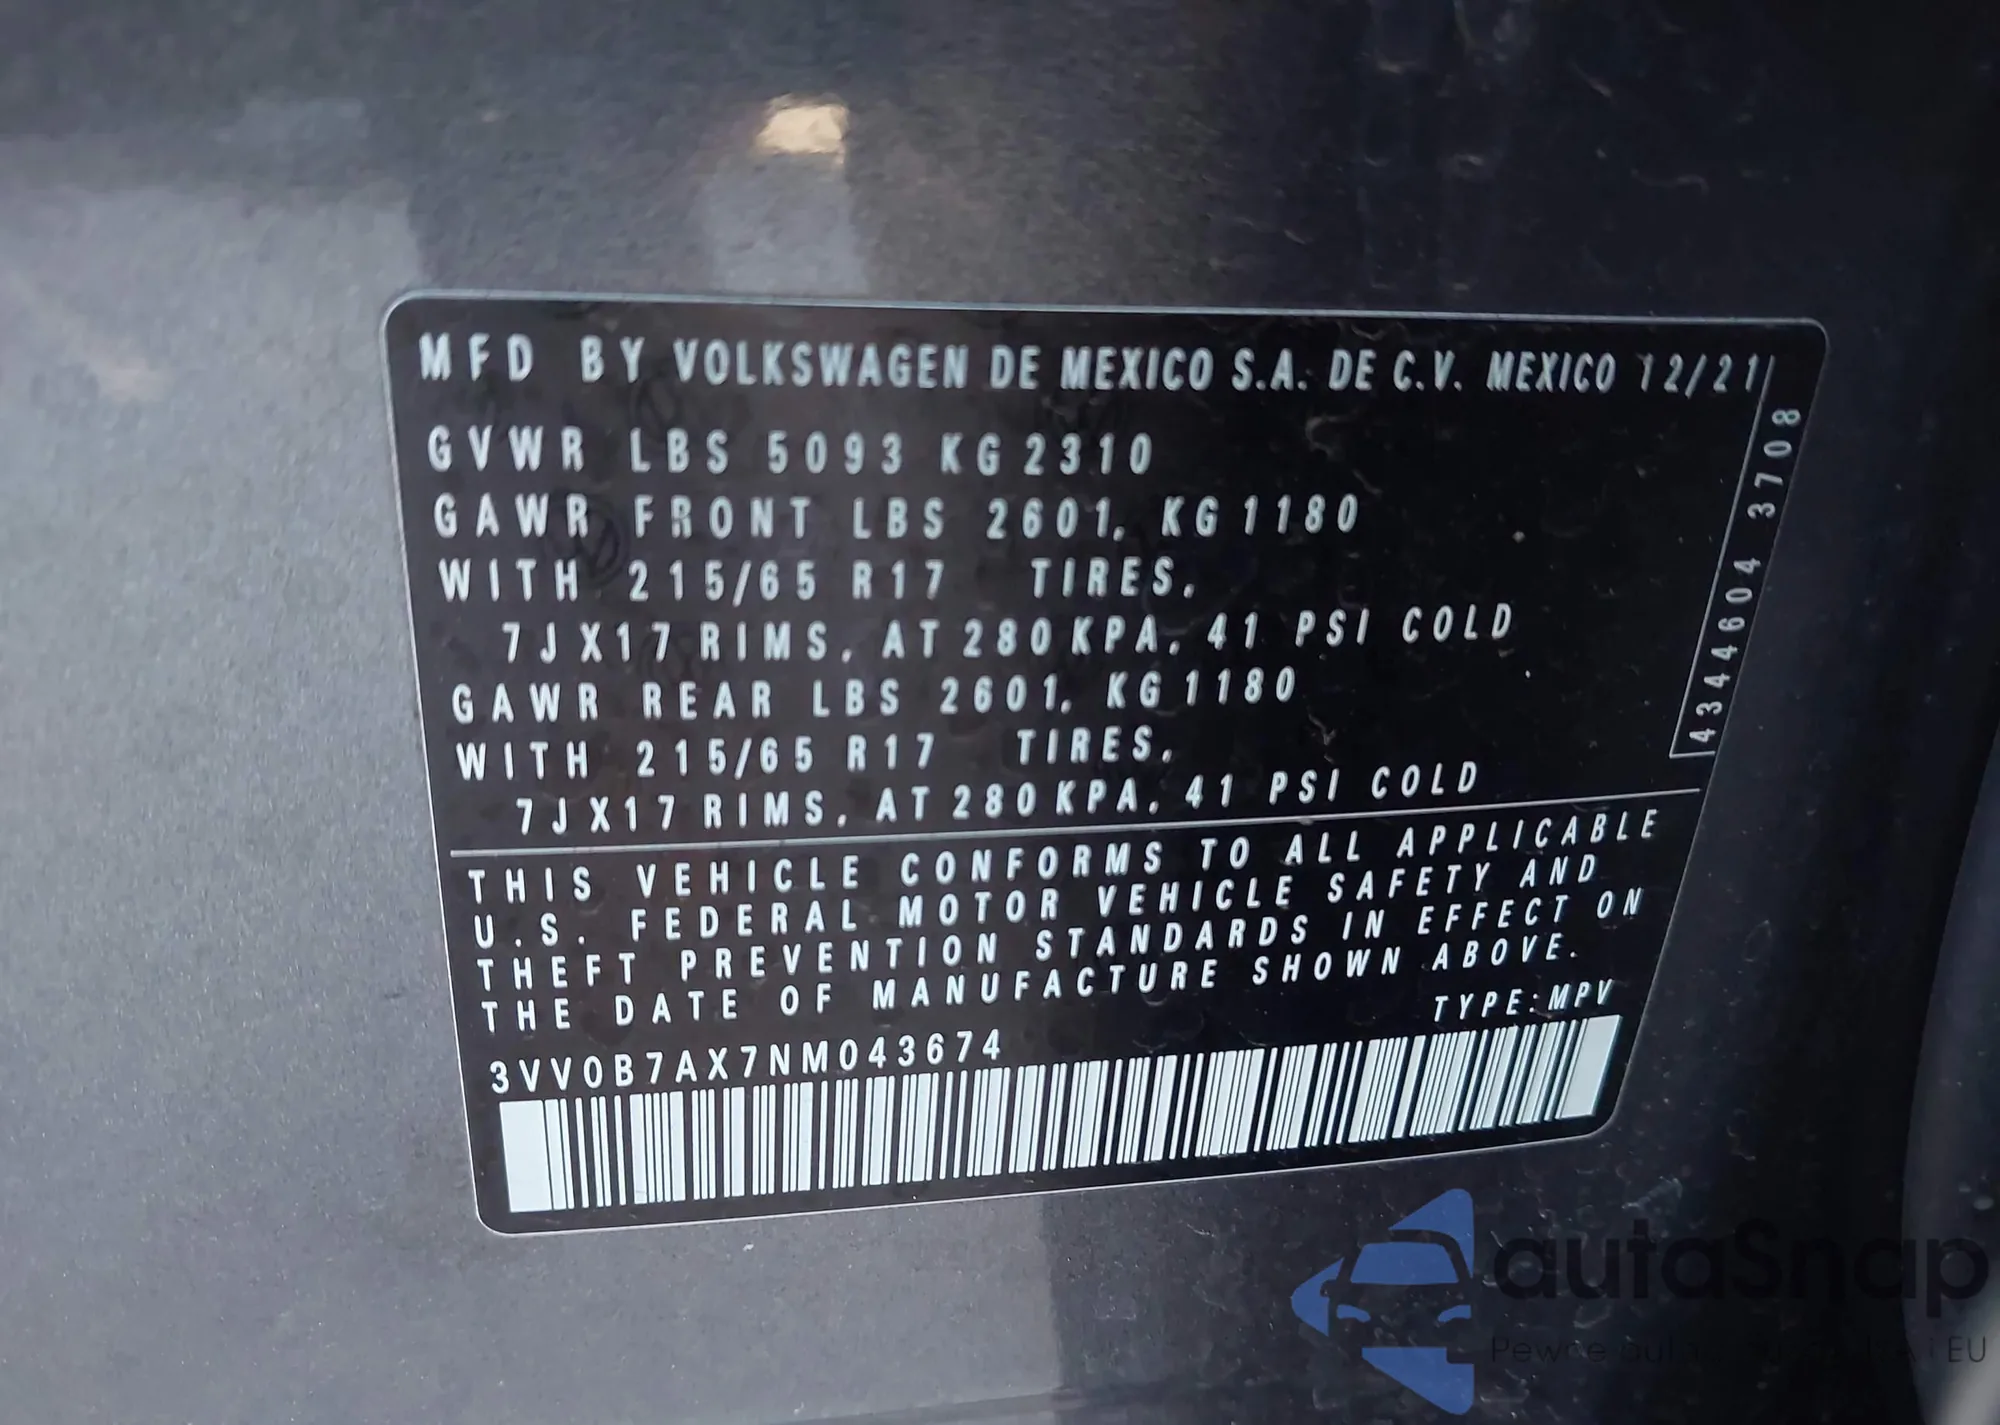 MFD BY VOLKSWAGEN DE MEXICO S.A. DE C.V. MEXICO 12/21
GVWR LBS 5093 KG 2310
GAWR FRONT LBS 2601, KG 1180
WITH 215/65 R17 TIRES,
7JX17 RIMS, AT 280 KPA, 41 PSI COLD
GAWR REAR LBS 2601, KG 1180
WITH 215/65 R17 TIRES,
7JX17 RIMS, AT 280 KPA, 41 PSI COLD
43444604 3708
THIS VEHICLE CONFORMS TO ALL APPLICABLE
U.S. FEDERAL MOTOR VEHICLE SAFETY AND
THEFT PREVENTION STANDARDS IN EFFECT ON
THE DATE OF MANUFACTURE SHOWN ABOVE.
TYPE:MPV
3VV0B7AX7NM043674
autoSnap
Pewne auta EU